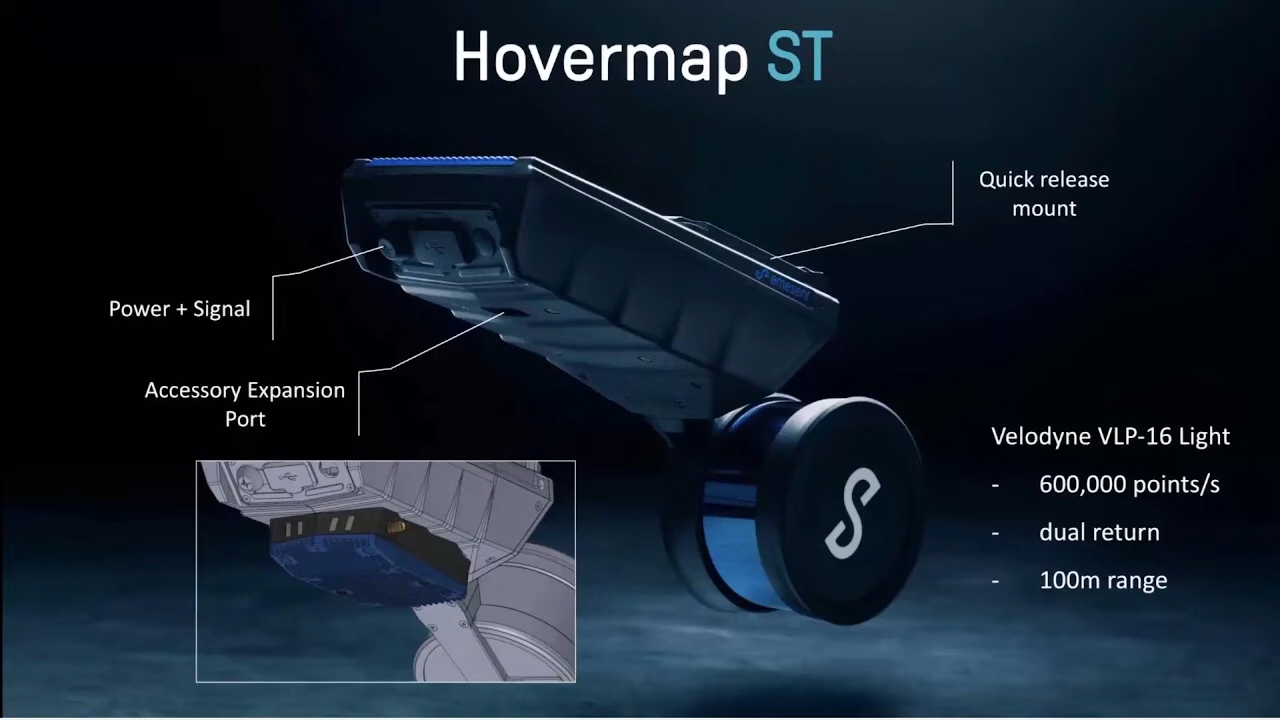 Hovermap ST
Quick release
mount
emesent
Power + Signal
Accessory Expansion
Port
Velodyne VLP-16 Light
- 600,000 points/s
- dual return
- 100m range